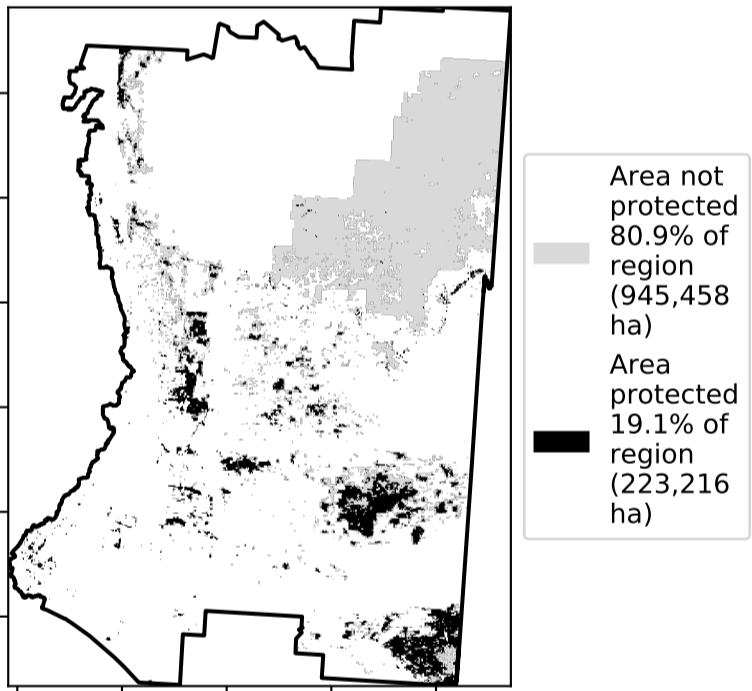 Area not
protected
80.9% of
region
(945,458
ha)
Area
protected
19.1% of
region
(223,216
ha)